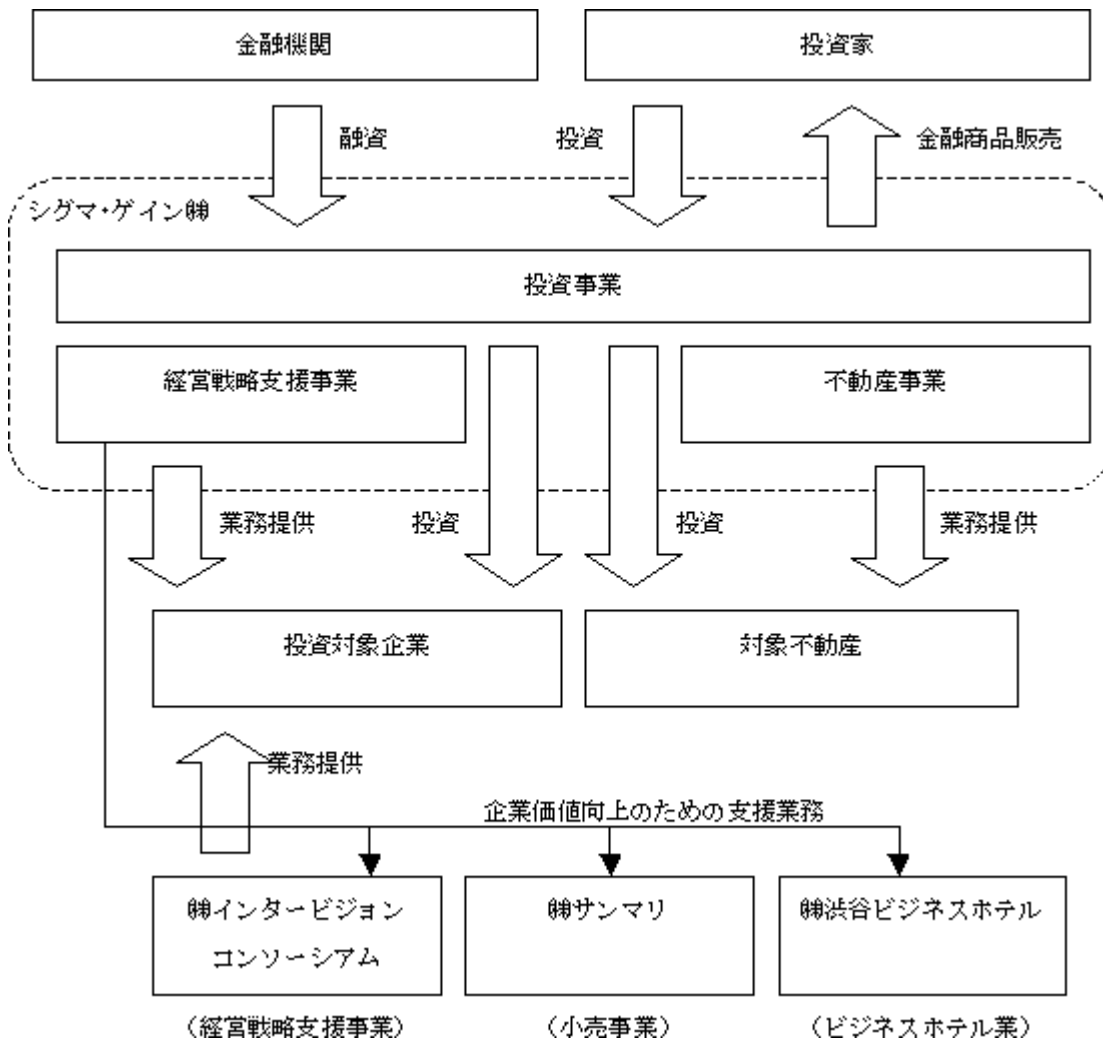 金融機関
投資家
融資
投資
金融商品販売
シグマ・ゲイン㈱
投資事業
経営戦略支援事業
不動産事業
業務提供
投資
投資
業務提供
投資対象企業
対象不動産
業務提供
企業価値向上のための支援業務
㈱インタービジョン
コンソーシアム
㈱サンマリ
㈱渋谷ビジネスホテル
（経営戦略支援事業）
（小売事業）
（ビジネスホテル業）